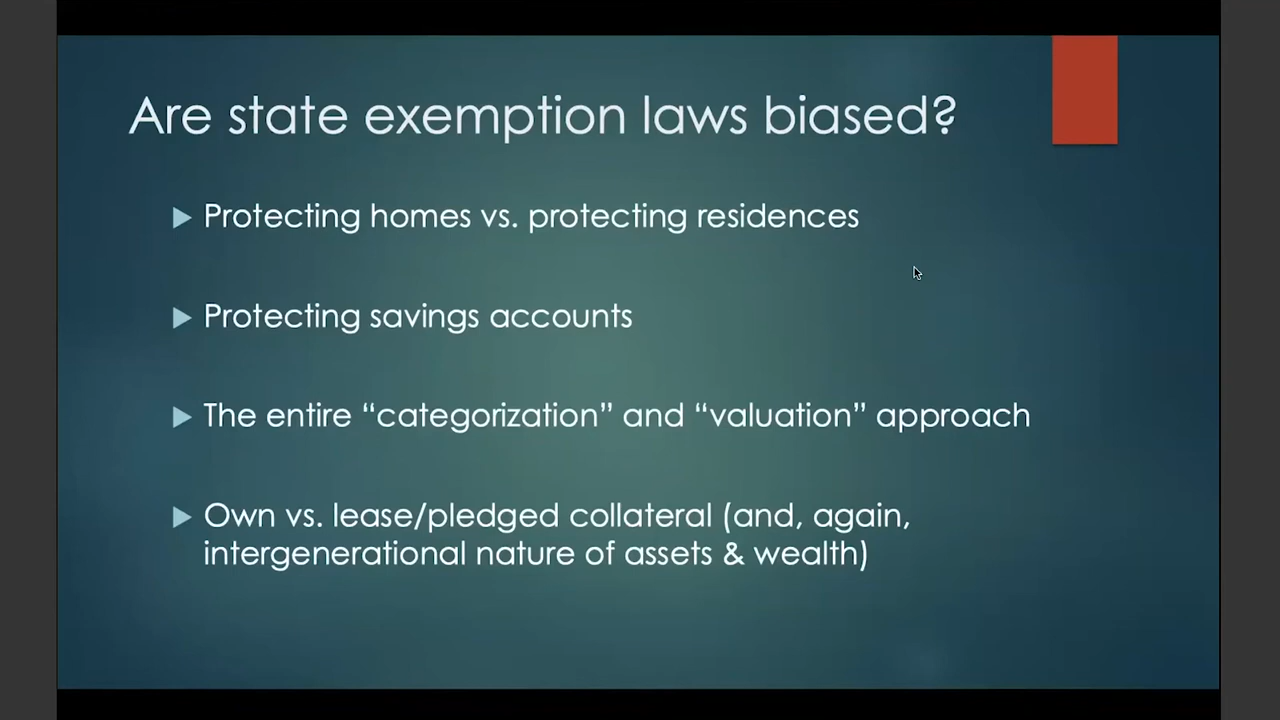 Are state exemption laws biased?
Protecting homes vs. protecting residences
Protecting savings accounts
The entire “categorization” and “valuation” approach
Own vs. lease/pledged collateral (and, again,
intergenerational nature of assets & wealth)